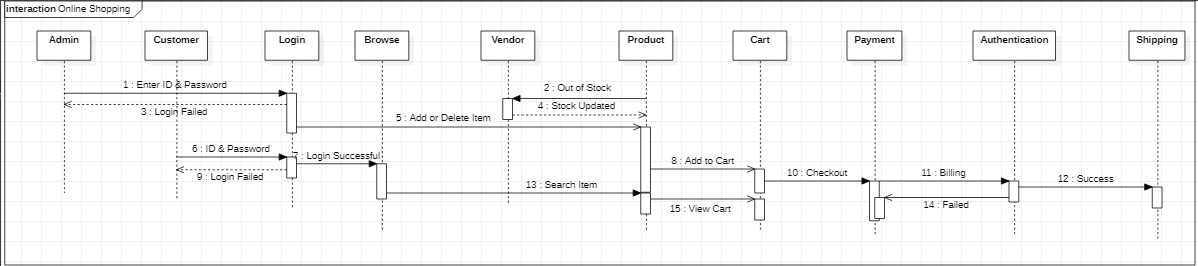 interaction Online Shopping
Admin
Customer
Login
Browse
Vendor
Product
Cart
Payment
Authentication
Shipping
1 : Enter ID & Password
2 : Out of Stock
3 : Login Failed
4 : Stock Updated
5 : Add or Delete Item
6 : ID & Password
7 : Login Successful
8 : Add to Cart
9 : Login Failed
10 : Checkout
11 : Billing
12 : Success
13 : Search Item
14 : Failed
15 : View Cart